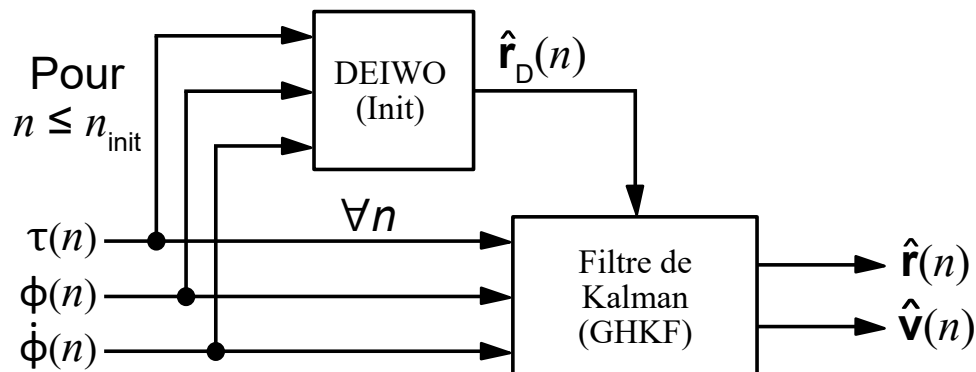 Pour
n ≤ n_init
DEIWO
(Init)
r̂_D(n)
∀n
τ(n)
ϕ(n)
ϕ̇(n)
Filtre de
Kalman
(GHKF)
r̂(n)
v̂(n)